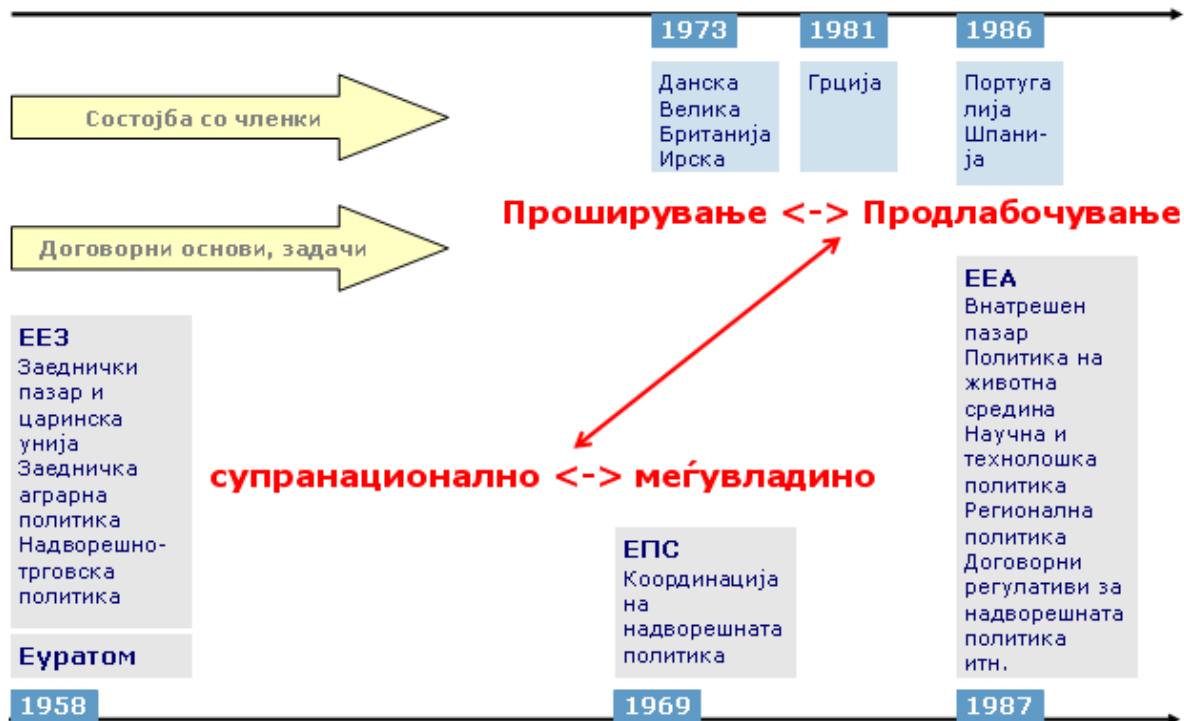 1973
1981
1986
Данска
Велика
Британија
Ирска
Грција
Португа
лија
Шпани-
ја
Состојба со членки
Проширување <-> Продлабочување
Договорни основи, задачи
ЕЕЗ
Заеднички
пазар и
царинска
унија
Заедничка
аграрна
политика
Надворешно-
трговска
политика
Еуратом
1958
супранационално <-> меѓувладино
ЕПС
Координација
на
надворешната
политика
1969
ЕЕА
Внатрешен
пазар
Политика на
животна
средина
Научна и
технолошка
политика
Регионална
политика
Договорни
регулативи за
надворешната
политика
итн.
1987